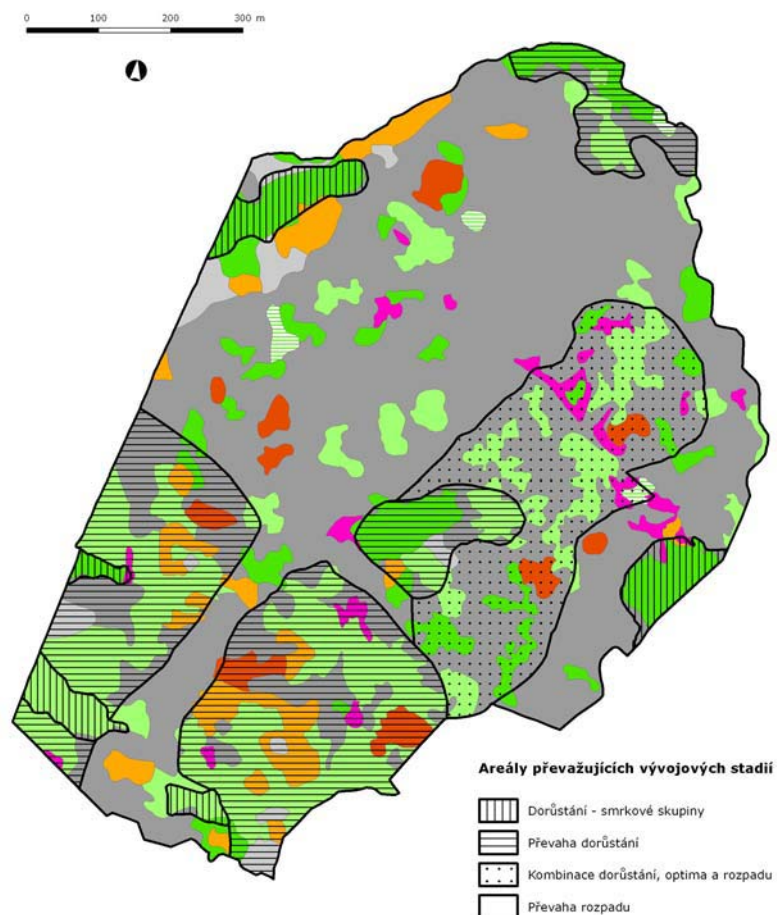 0 100 200 300 m
Areály převažujících vývojových stadií
Dorůstání - smrkové skupiny
Převaha dorůstání
Kombinace dorůstání, optima a rozpadu
Převaha rozpadu